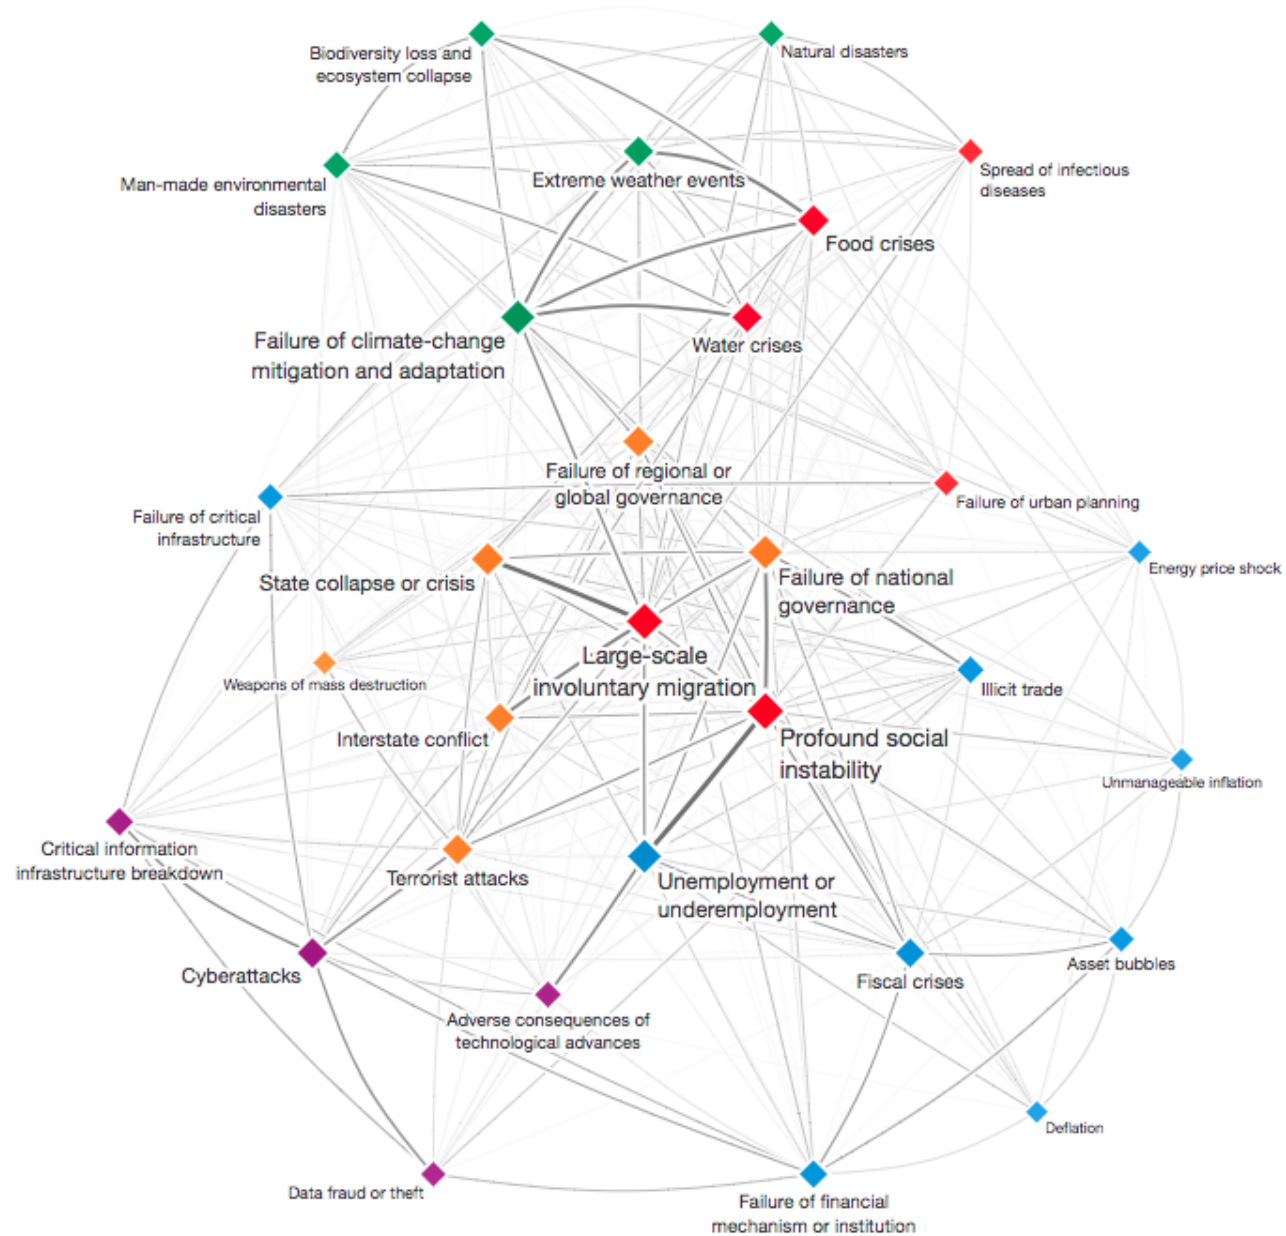 Biodiversity loss and
ecosystem collapse
Natural disasters
Man-made environmental
disasters
Extreme weather events
Spread of infectious
diseases
Food crises
Failure of climate-change
mitigation and adaptation
Water crises
Failure of regional or
global governance
Failure of critical
infrastructure
Failure of urban planning
State collapse or crisis
Failure of national
governance
Energy price shock
Weapons of mass destruction
Large-scale
involuntary migration
Illicit trade
Interstate conflict
Profound social
instability
Unmanageable inflation
Critical information
infrastructure breakdown
Terrorist attacks
Unemployment or
underemployment
Cyberattacks
Fiscal crises
Asset bubbles
Adverse consequences of
technological advances
Deflation
Data fraud or theft
Failure of financial
mechanism or institution